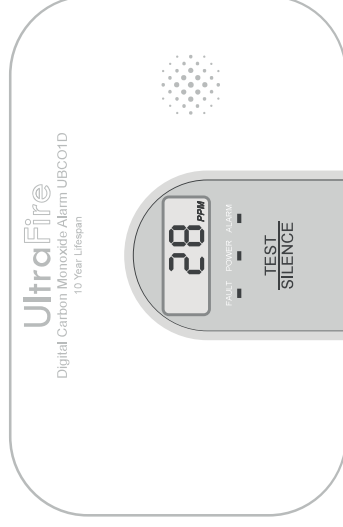 UltraFire
Digital Carbon Monoxide Alarm UBCO1D
10 Year Lifespan
28 PPM
FAULT POWER ALARM
TEST
SILENCE